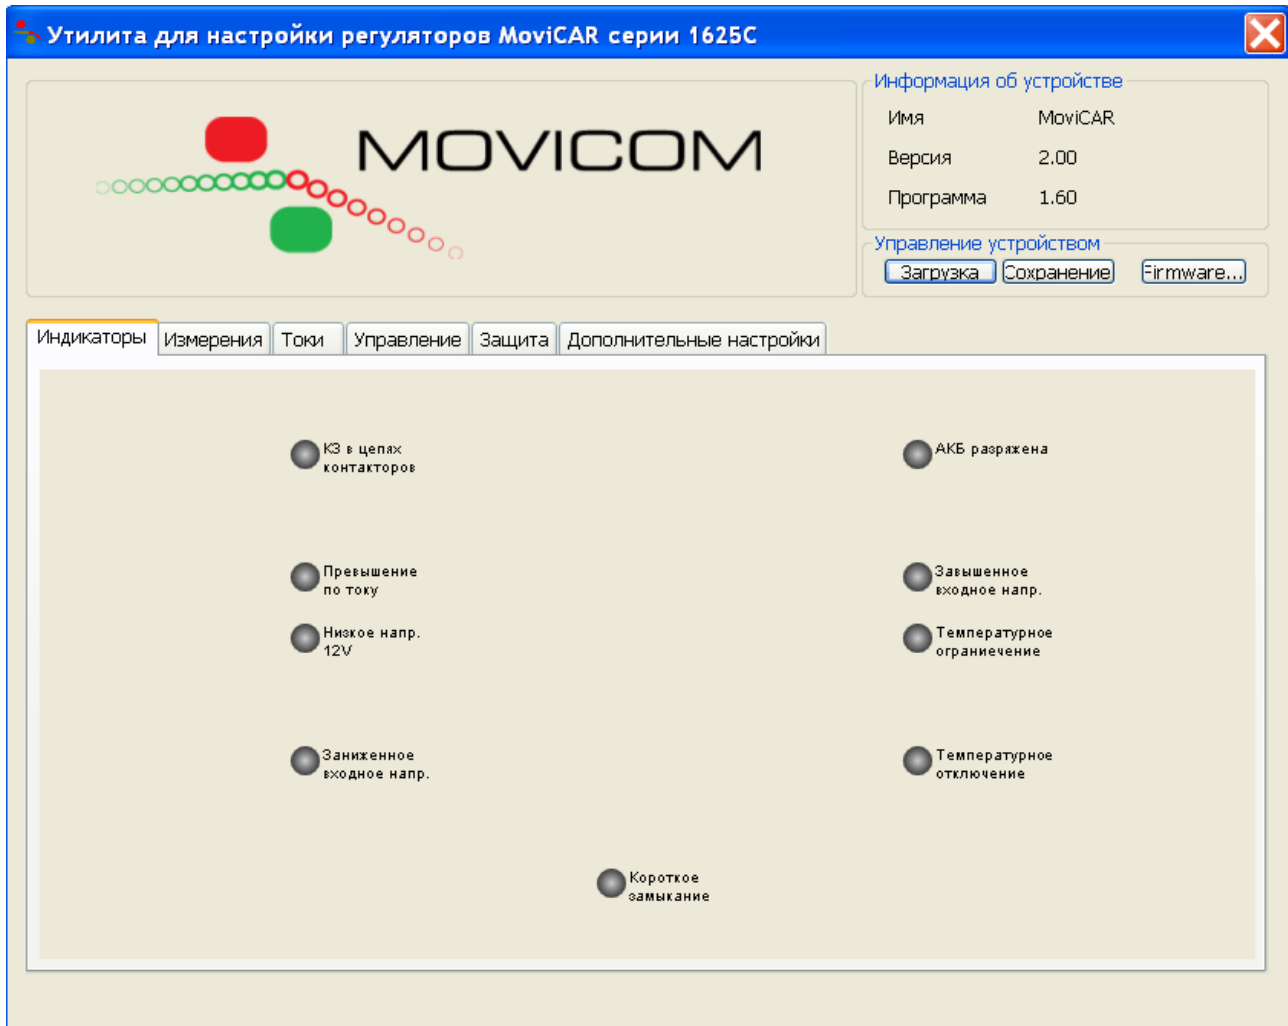 Утилита для настройки регуляторов MoviCAR серии 1625C
MOVICOM
Информация об устройстве
Имя MoviCAR
Версия 2.00
Программа 1.60
Управление устройством
Загрузка Сохранение Firmware...
Индикаторы Измерения Токи Управление Защита Дополнительные настройки
КЗ в цепях
контакторов
АКБ разряжена
Превышение
по току
Завышенное
входное напр.
Низкое напр.
12V
Температурное
ограниечение
Заниженное
входное напр.
Температурное
отключение
Короткое
замыкание